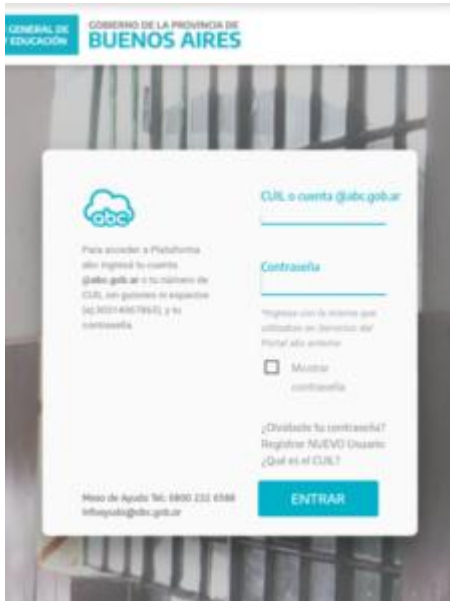 GENERAL DE
Y EDUCACIÓN
GOBIERNO DE LA PROVINCIA DE
BUENOS AIRES
abc
Para acceder a Plataforma
abc ingresá tu cuenta
@abc.gob.ar o tu número de
CUIL sin guiones ni espacios
y tu
contraseña.
Mesa de Ayuda Tel: 0800 222 6588
infoayuda@abc.gob.ar
CUIL o cuenta @abc.gob.ar
Contraseña
*Ingresa con la misma que
utilizabas en Servicios del
Portal abc anterior
Mostrar
contraseña
¿Olvidaste tu contraseña?
Registrar NUEVO Usuario
¿Qué es el CUIL?
ENTRAR